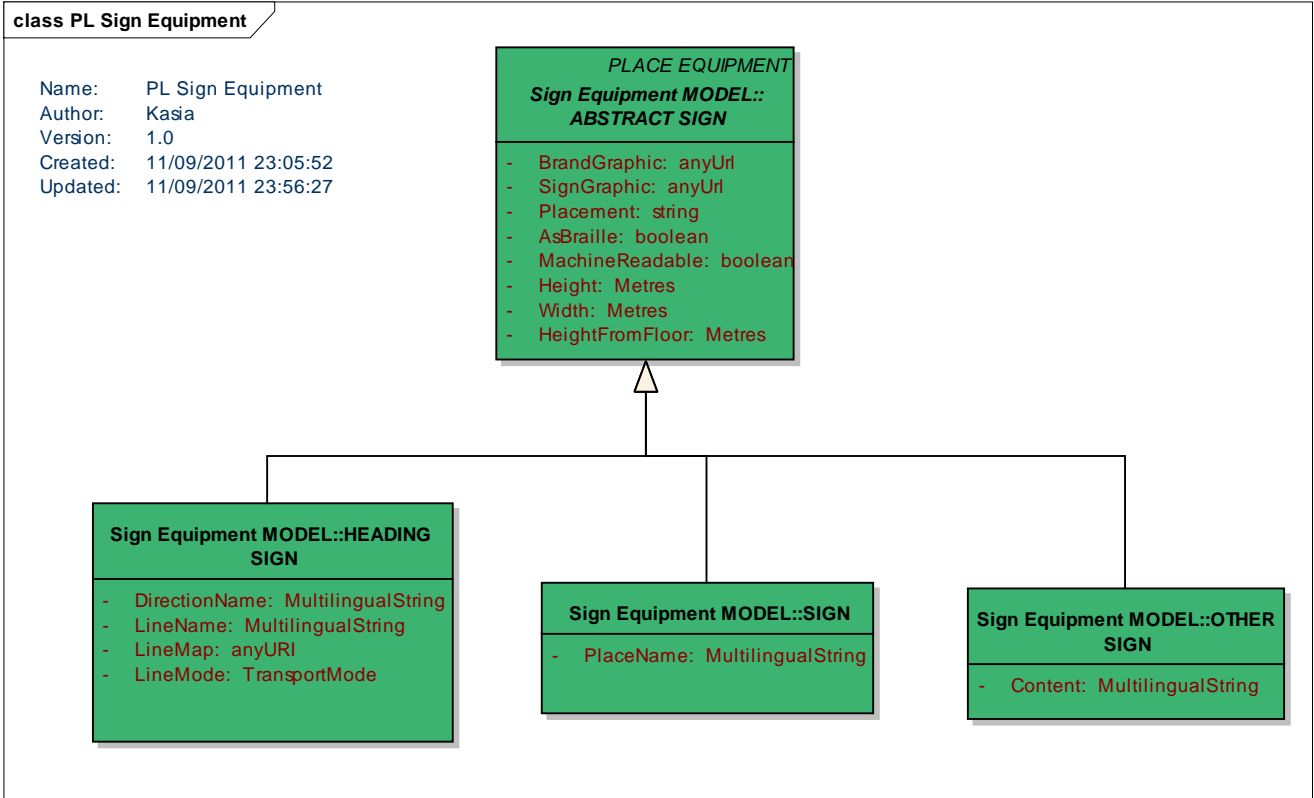 class PL Sign Equipment
Name: PL Sign Equipment
Author: Kasia
Version: 1.0
Created: 11/09/2011 23:05:52
Updated: 11/09/2011 23:56:27
PLACE EQUIPMENT
Sign Equipment MODEL::
ABSTRACT SIGN
- BrandGraphic: anyUrl
- SignGraphic: anyUrl
- Placement: string
- AsBraille: boolean
- MachineReadable: boolean
- Height: Metres
- Width: Metres
- HeightFromFloor: Metres
Sign Equipment MODEL::HEADING
SIGN
- DirectionName: MultilingualString
- LineName: MultilingualString
- LineMap: anyURI
- LineMode: TransportMode
Sign Equipment MODEL::SIGN
- PlaceName: MultilingualString
Sign Equipment MODEL::OTHER
SIGN
- Content: MultilingualString